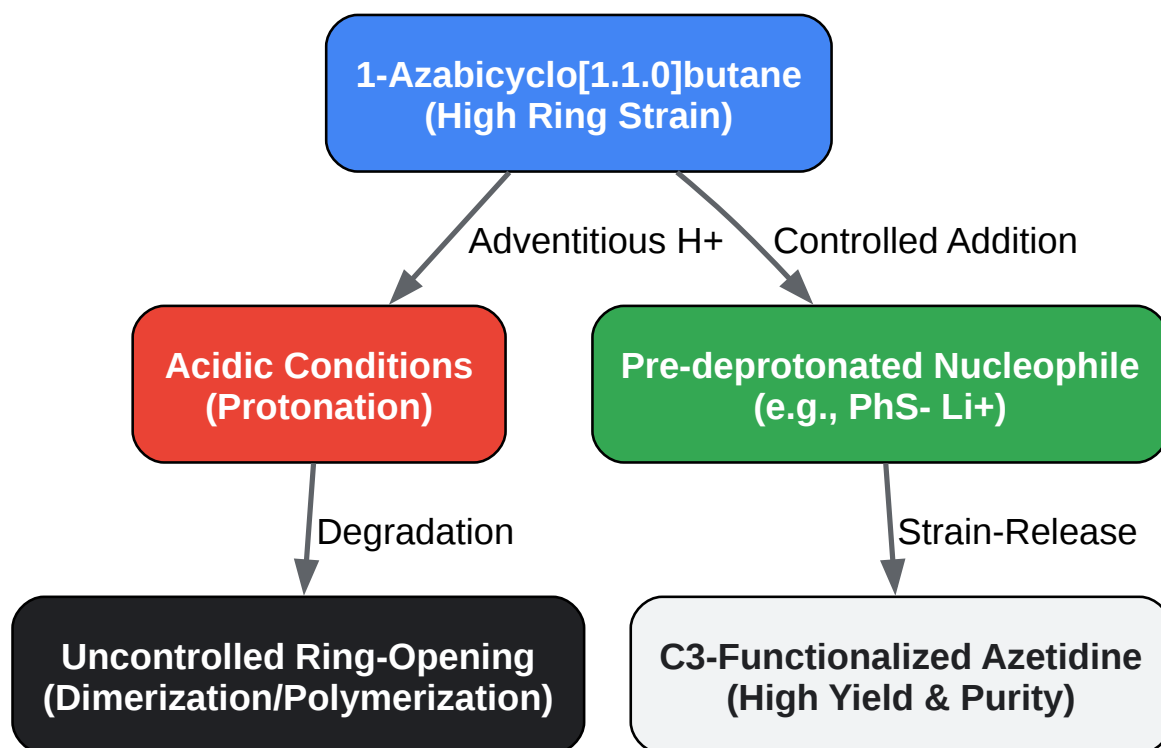 1-Azabicyclo[1.1.0]butane
(High Ring Strain)
Adventitious H+
Controlled Addition
Acidic Conditions
(Protonation)
Pre-deprotonated Nucleophile
(e.g., PhS- Li+)
Degradation
Strain-Release
Uncontrolled Ring-Opening
(Dimerization/Polymerization)
C3-Functionalized Azetidine
(High Yield & Purity)